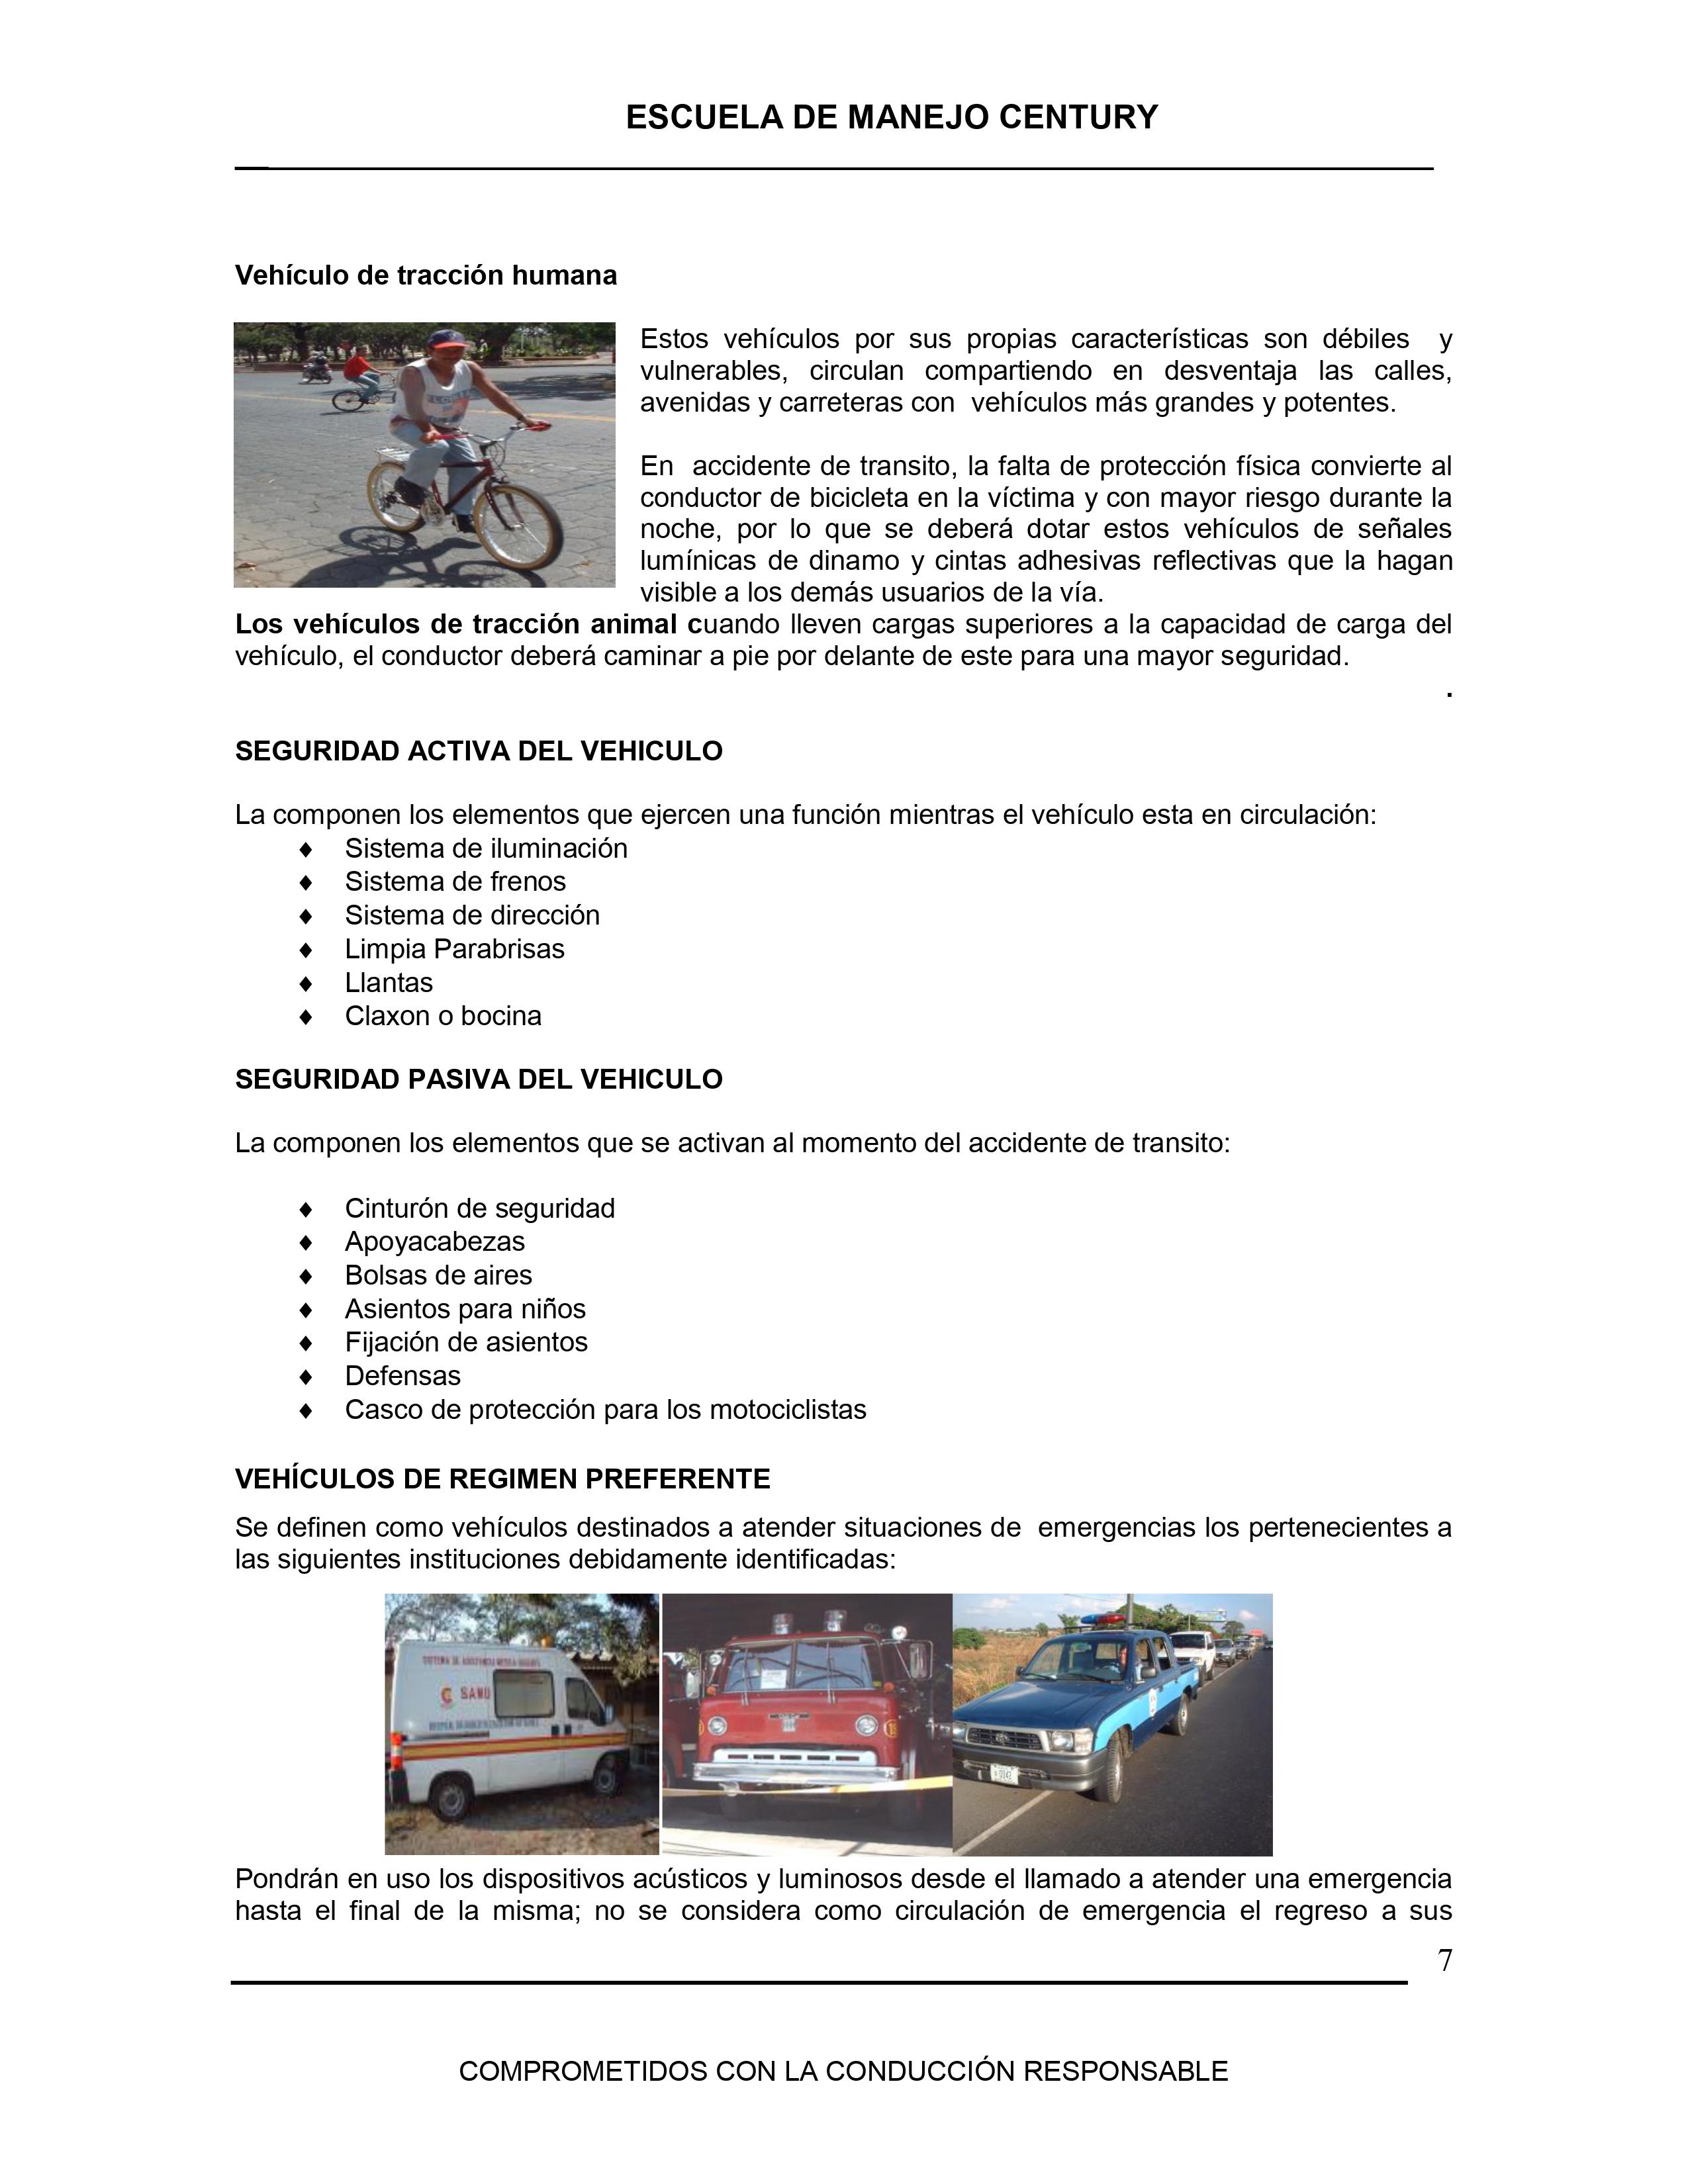 ESCUELA DE MANEJO CENTURY
Vehículo de tracción humana
Estos vehículos por sus propias características son débiles y
vulnerables, circulan compartiendo en desventaja las calles,
avenidas y carreteras con vehículos más grandes y potentes.
En accidente de transito, la falta de protección física convierte al
conductor de bicicleta en la víctima y con mayor riesgo durante la
noche, por lo que se deberá dotar estos vehículos de señales
lumínicas de dinamo y cintas adhesivas reflectivas que la hagan
visible a los demás usuarios de la vía.
Los vehículos de tracción animal cuando lleven cargas superiores a la capacidad de carga del
vehículo, el conductor deberá caminar a pie por delante de este para una mayor seguridad.
.
SEGURIDAD ACTIVA DEL VEHICULO
La componen los elementos que ejercen una función mientras el vehículo esta en circulación:
♦ Sistema de iluminación
♦ Sistema de frenos
♦ Sistema de dirección
♦ Limpia Parabrisas
♦ Llantas
♦ Claxon o bocina
SEGURIDAD PASIVA DEL VEHICULO
La componen los elementos que se activan al momento del accidente de transito:
♦ Cinturón de seguridad
♦ Apoyacabezas
♦ Bolsas de aires
♦ Asientos para niños
♦ Fijación de asientos
♦ Defensas
♦ Casco de protección para los motociclistas
VEHÍCULOS DE REGIMEN PREFERENTE
Se definen como vehículos destinados a atender situaciones de emergencias los pertenecientes a
las siguientes instituciones debidamente identificadas:
SAMU
Pondrán en uso los dispositivos acústicos y luminosos desde el llamado a atender una emergencia
hasta el final de la misma; no se considera como circulación de emergencia el regreso a sus
7
COMPROMETIDOS CON LA CONDUCCIÓN RESPONSABLE